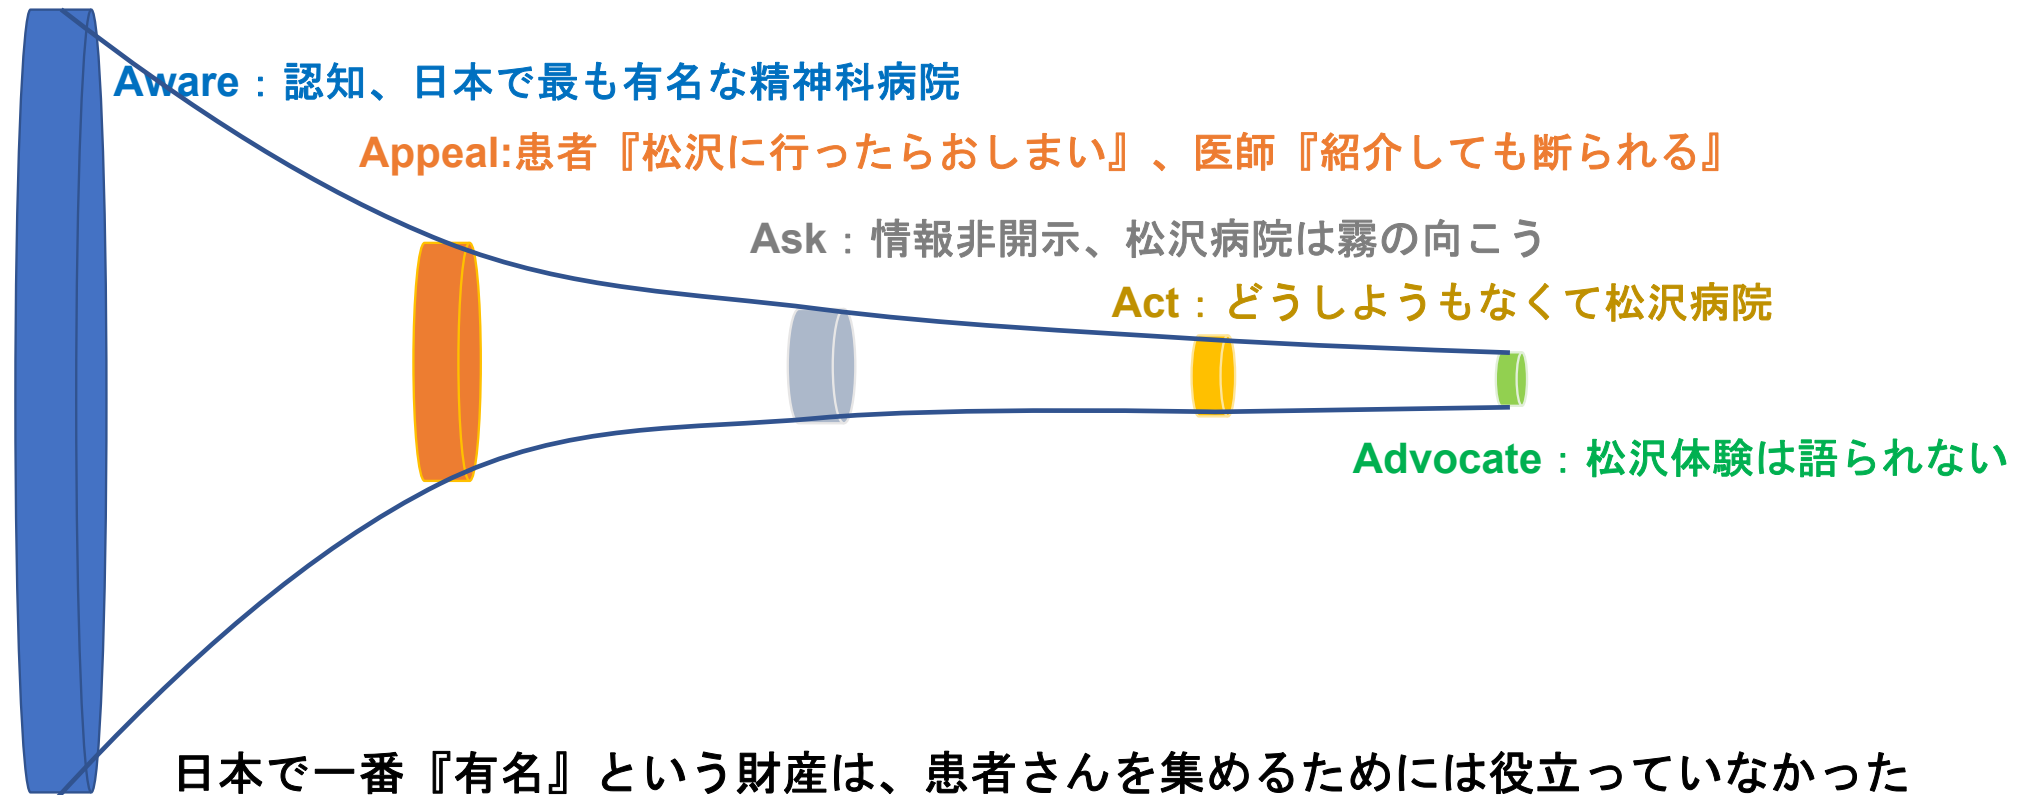 Aware：認知、日本で最も有名な精神科病院
Appeal:患者『松沢に行ったらおしまい』、医師『紹介しても断られる』
Ask：情報非開示、松沢病院は霧の向こう
Act：どうしようもなくて松沢病院
Advocate：松沢体験は語られない
日本で一番『有名』という財産は、患者さんを集めるためには役立っていなかった